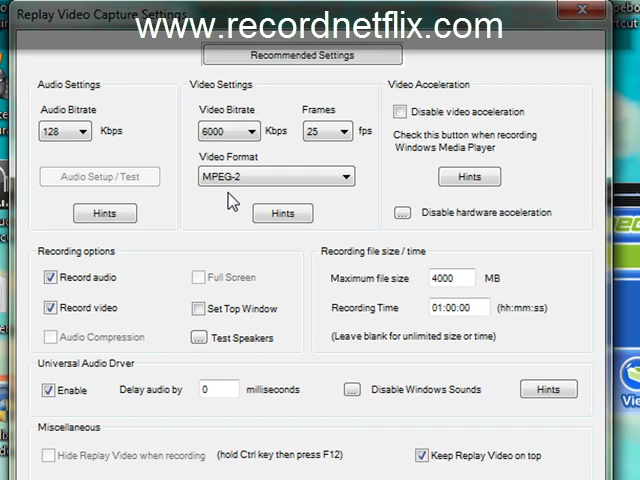 Replay Video Capture Settings
www.recordnetflix.com
Recommended Settings
Audio Settings
Video Settings
Video Acceleration
Audio Bitrate
Video Bitrate
Frames
Disable video acceleration
128 Kbps
6000 Kbps
25 fps
Check this button when recording
Windows Media Player
Video Format
Audio Setup / Test
MPEG-2
Hints
Hints
Hints
Disable hardware acceleration
Recording options
Recording file size / time
Record audio
Full Screen
Maximum file size 4000 MB
Record video
Set Top Window
Recording Time 01:00:00 (hh:mm:ss)
Audio Compression
Test Speakers
(Leave blank for unlimited size or time)
Universal Audio Drver
Enable
Delay audio by 0 milliseconds
Disable Windows Sounds
Hints
Miscellaneous
Hide Replay Video when recording
(hold Ctrl key then press F12)
Keep Replay Video on top